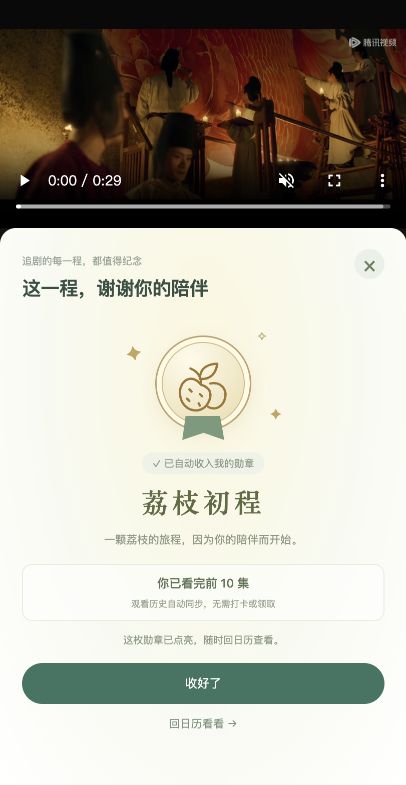 腾讯视频
0:00 / 0:29
追剧的每一程，都值得纪念
这一程，谢谢你的陪伴
✓ 已自动收入我的勋章
荔枝初程
一颗荔枝的旅程，因为你的陪伴而开始。
你已看完前 10 集
观看历史自动同步，无需打卡或领取
这枚勋章已点亮，随时回日历查看。
收好了
回日历看看 →